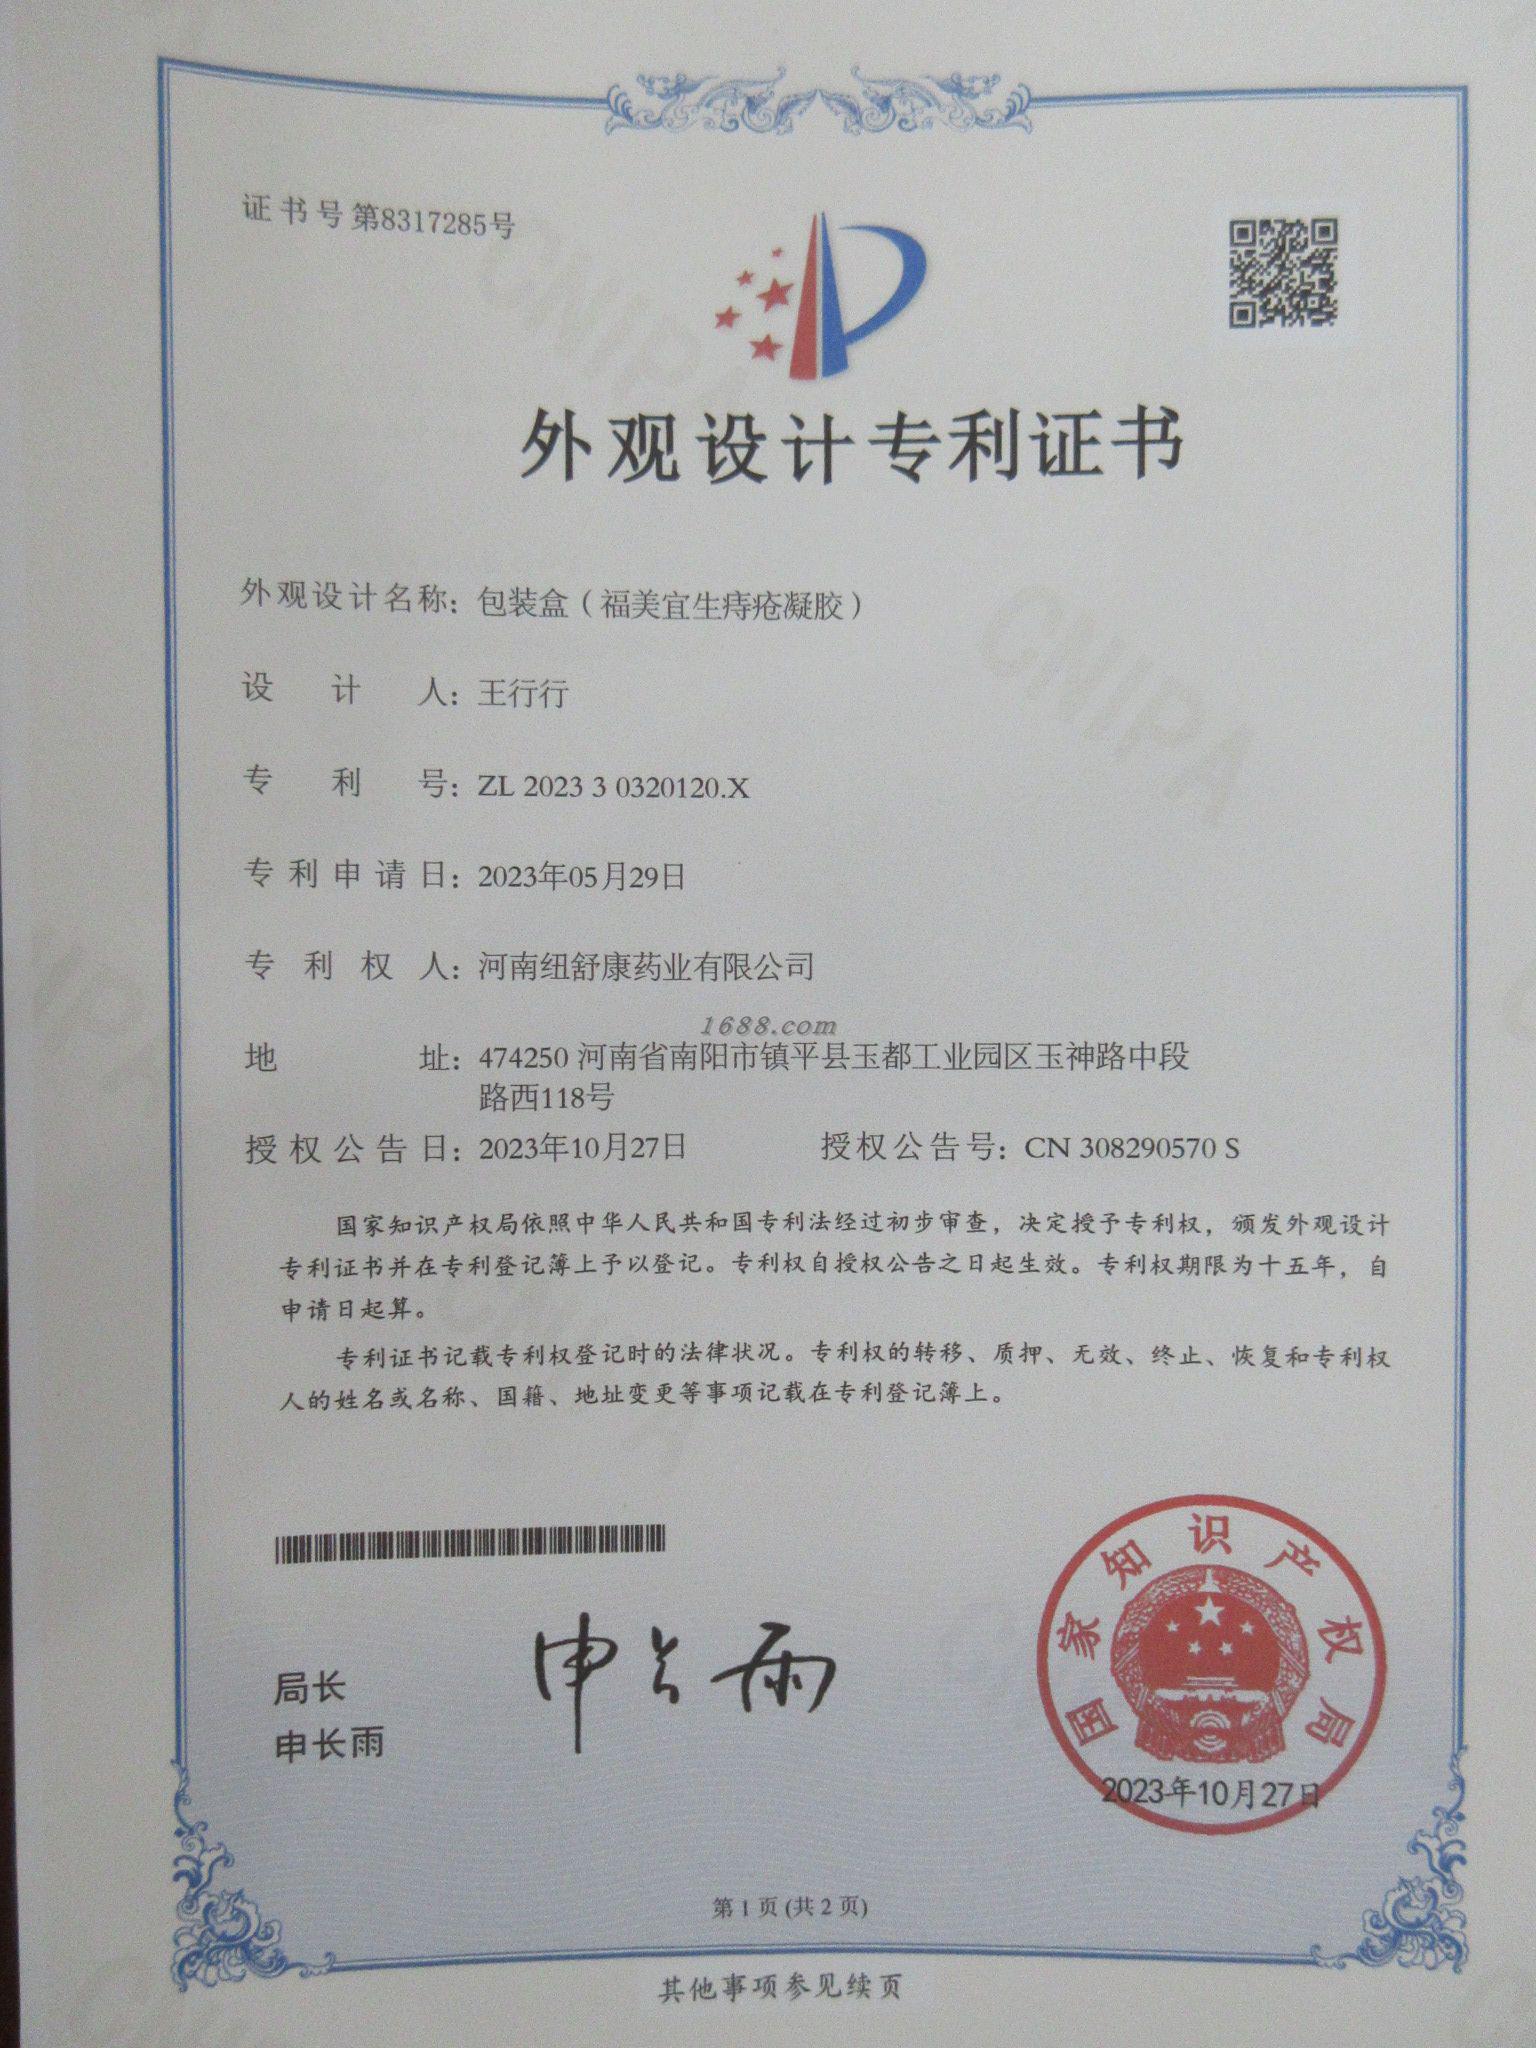 证书号第8317285号
外观设计专利证书
外观设计名称：包装盒（福美宜生痔疮凝胶）
设计人：王行行
专利号：ZL 2023 3 0320120.X
专利申请日：2023年05月29日
专利权人：河南纽舒康药业有限公司
1688.com
地址：474250 河南省南阳市镇平县玉都工业园区玉神路中段
路西118号
授权公告日：2023年10月27日 授权公告号：CN 308290570 S
国家知识产权局依照中华人民共和国专利法经过初步审查，决定授予专利权，颁发外观设计
专利证书并在专利登记簿上予以登记。专利权自授权公告之日起生效。专利权期限为十五年，自
申请日起算。
专利证书记载专利权登记时的法律状况。专利权的转移、质押、无效、终止、恢复和专利权
人的姓名或名称、国籍、地址变更等事项记载在专利登记簿上。
局长
申长雨
申长雨
国家知识产权局
2023年10月27日
第 1 页 (共 2 页)
其他事项参见续页
CNIPA